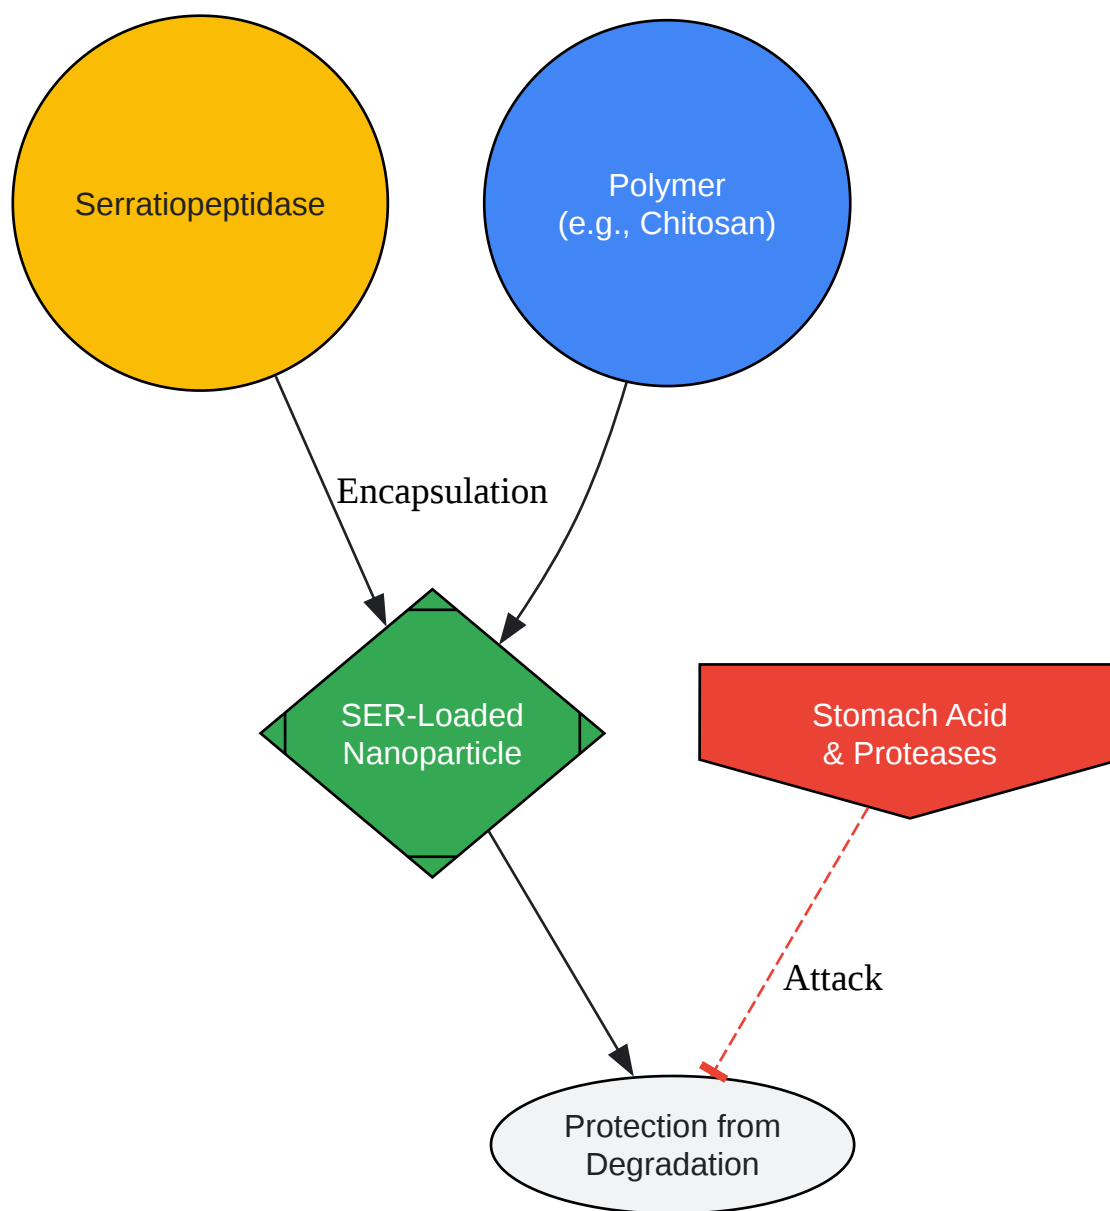 Serratiopeptidase
Polymer
(e.g., Chitosan)
Encapsulation
SER-Loaded
Nanoparticle
Stomach Acid
& Proteases
Attack
Protection from
Degradation